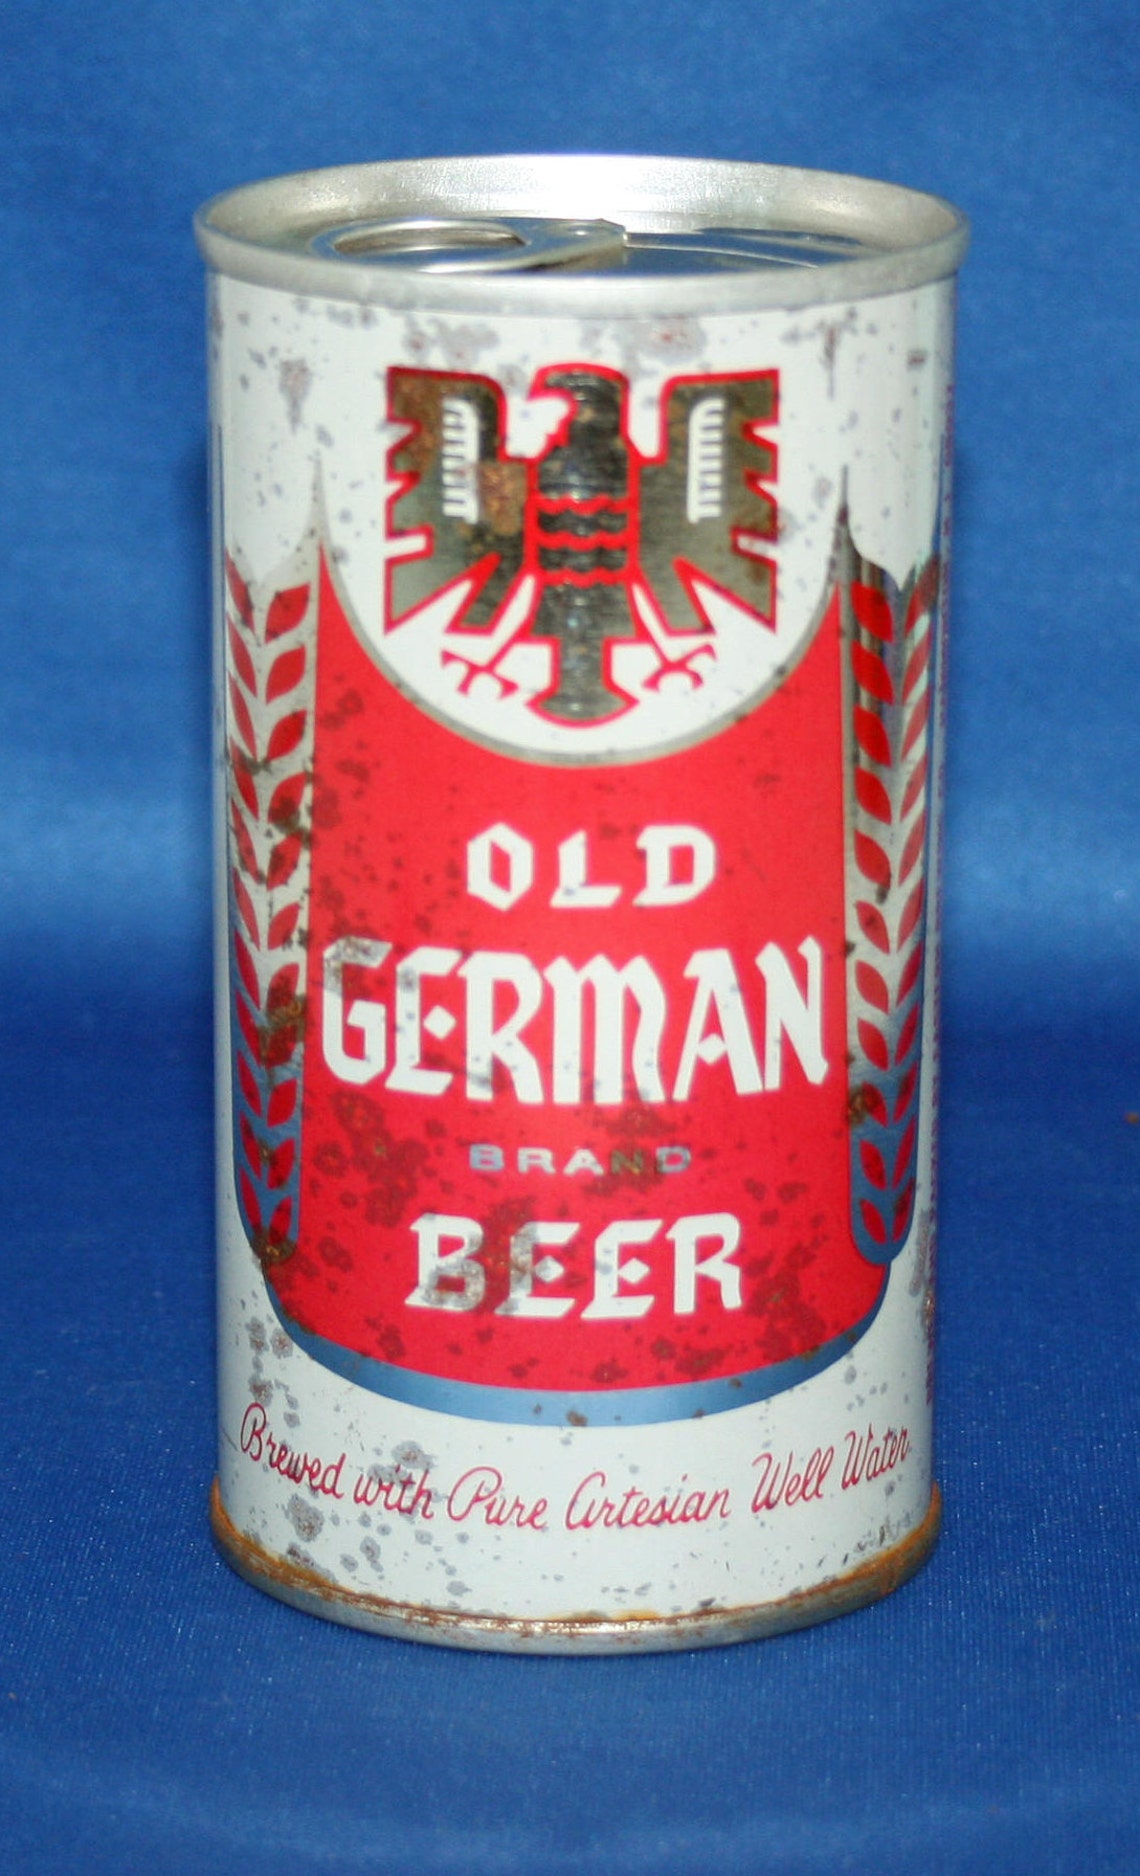 OLD
GERMAN
BRAND
BEER
Brewed with Pure Artesian Well Water